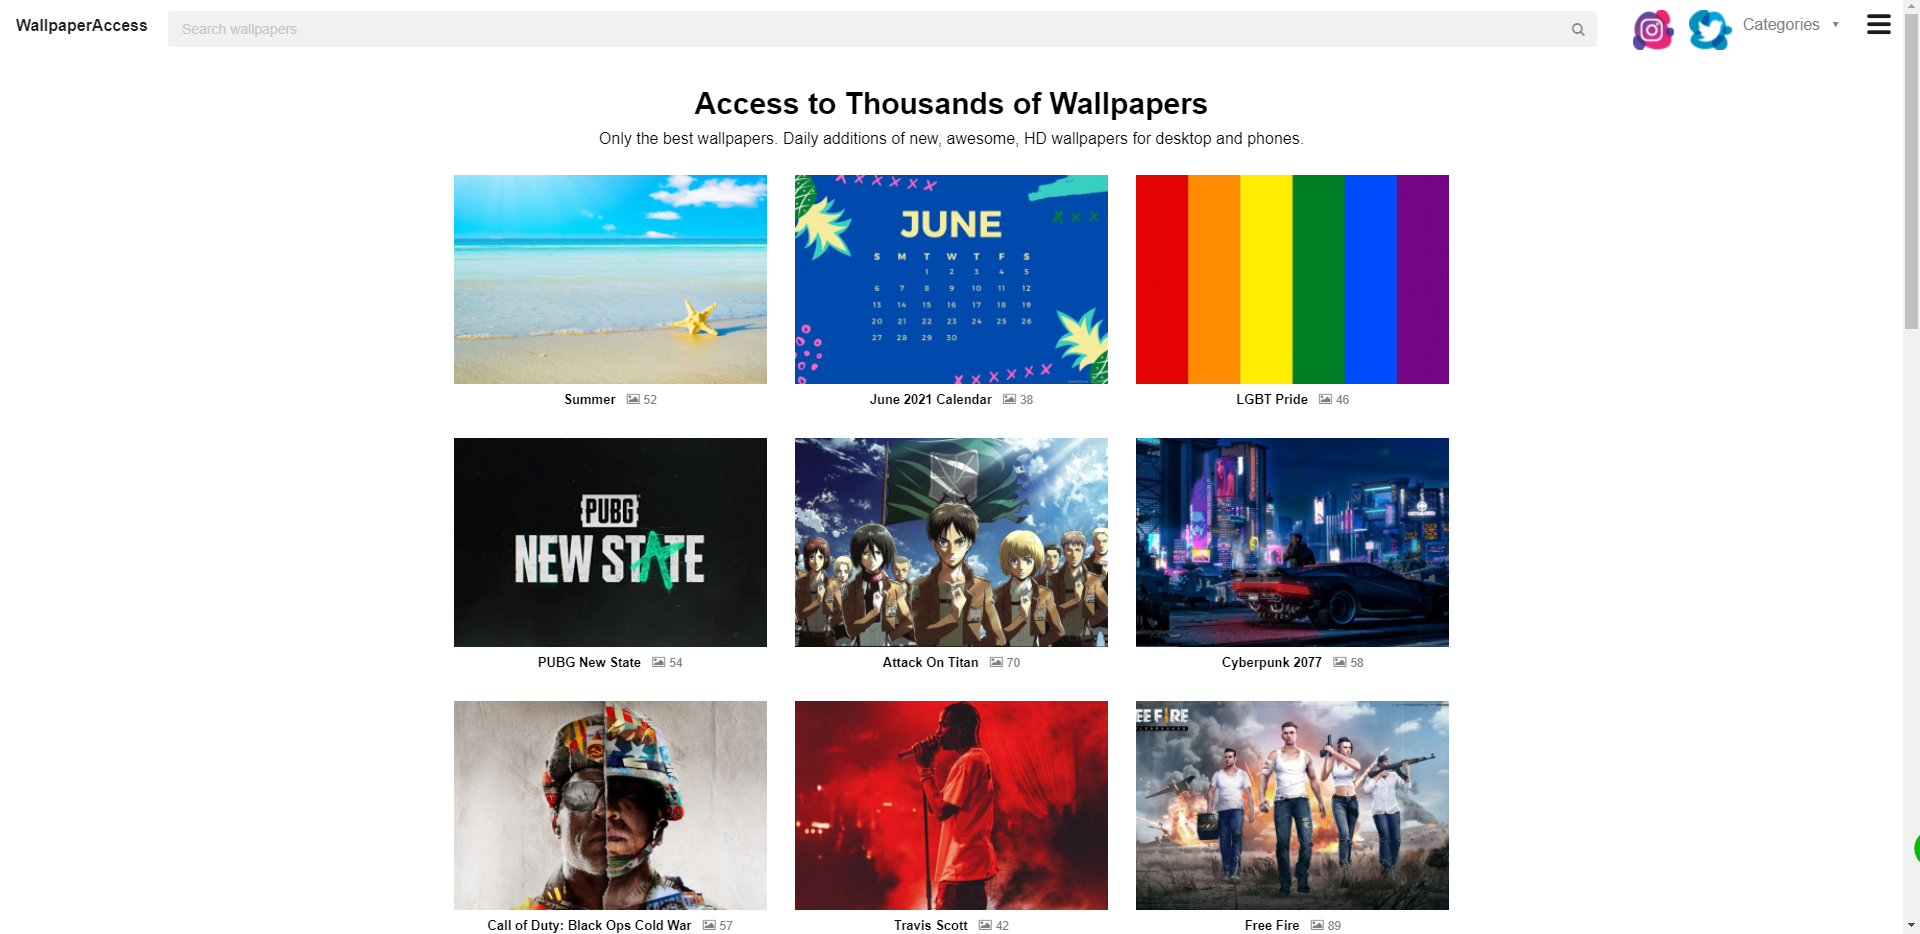 WallpaperAccess
Search wallpapers
Categories
Access to Thousands of Wallpapers
Only the best wallpapers. Daily additions of new, awesome, HD wallpapers for desktop and phones.
JUNE
S M T W T F S
1 2 3 4 5
6 7 8 9 10 11 12
13 14 15 16 17 18 19
20 21 22 23 24 25 26
27 28 29 30
Summer 52
June 2021 Calendar 38
LGBT Pride 46
PUBG
NEW STATE
PUBG New State 54
Attack On Titan 70
Cyberpunk 2077 58
EE FIRE
Call of Duty: Black Ops Cold War 57
Travis Scott 42
Free Fire 89